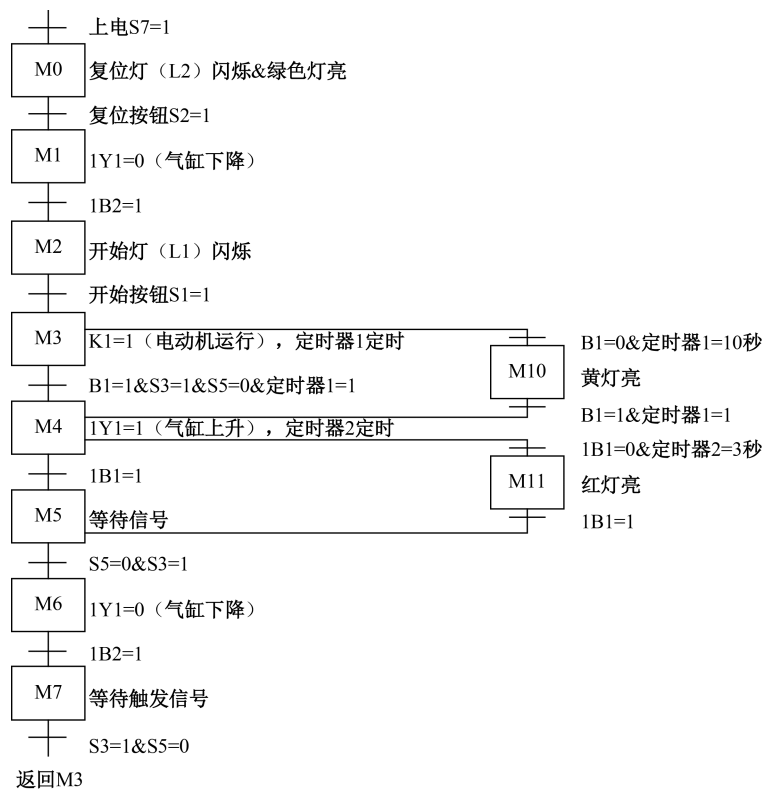 上电S7=1
M0
复位灯（L2）闪烁&绿色灯亮
复位按钮S2=1
M1
1Y1=0（气缸下降）
1B2=1
M2
开始灯（L1）闪烁
开始按钮S1=1
M3
K1=1（电动机运行），定时器1定时
B1=0&定时器1=10秒
M10
黄灯亮
B1=1&S3=1&S5=0&定时器1=1
B1=1&定时器1=1
M4
1Y1=1（气缸上升），定时器2定时
1B1=0&定时器2=3秒
1B1=1
M11
红灯亮
M5
等待信号
1B1=1
S5=0&S3=1
M6
1Y1=0（气缸下降）
1B2=1
M7
等待触发信号
S3=1&S5=0
返回M3